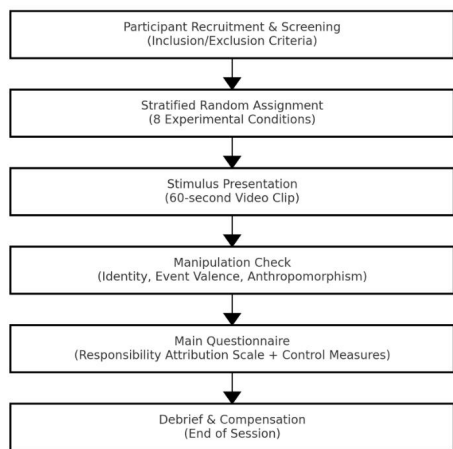 Participant Recruitment & Screening
(Inclusion/Exclusion Criteria)
Stratified Random Assignment
(8 Experimental Conditions)
Stimulus Presentation
(60-second Video Clip)
Manipulation Check
(Identity, Event Valence, Anthropomorphism)
Main Questionnaire
(Responsibility Attribution Scale + Control Measures)
Debrief & Compensation
(End of Session)